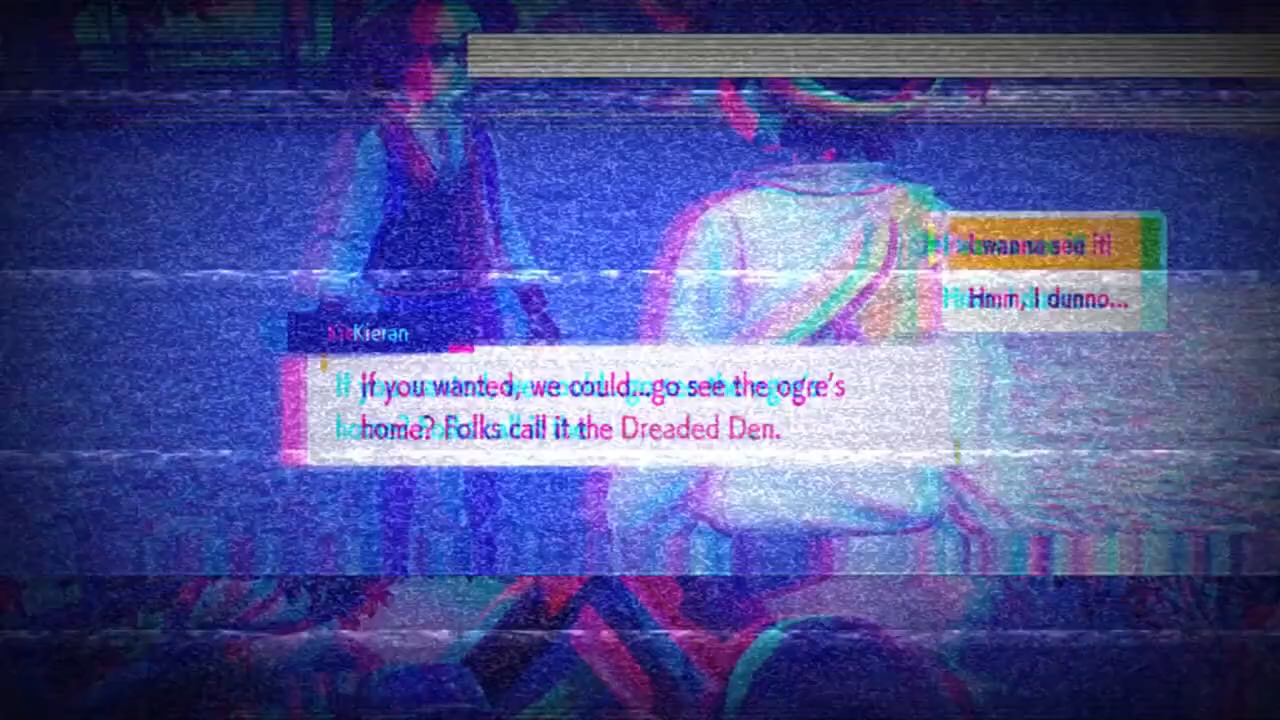 Kieran
If you wanted, we could...go see the ogre's
home? Folks call it the Dreaded Den.
I wanna see it!
Hmm, I dunno...